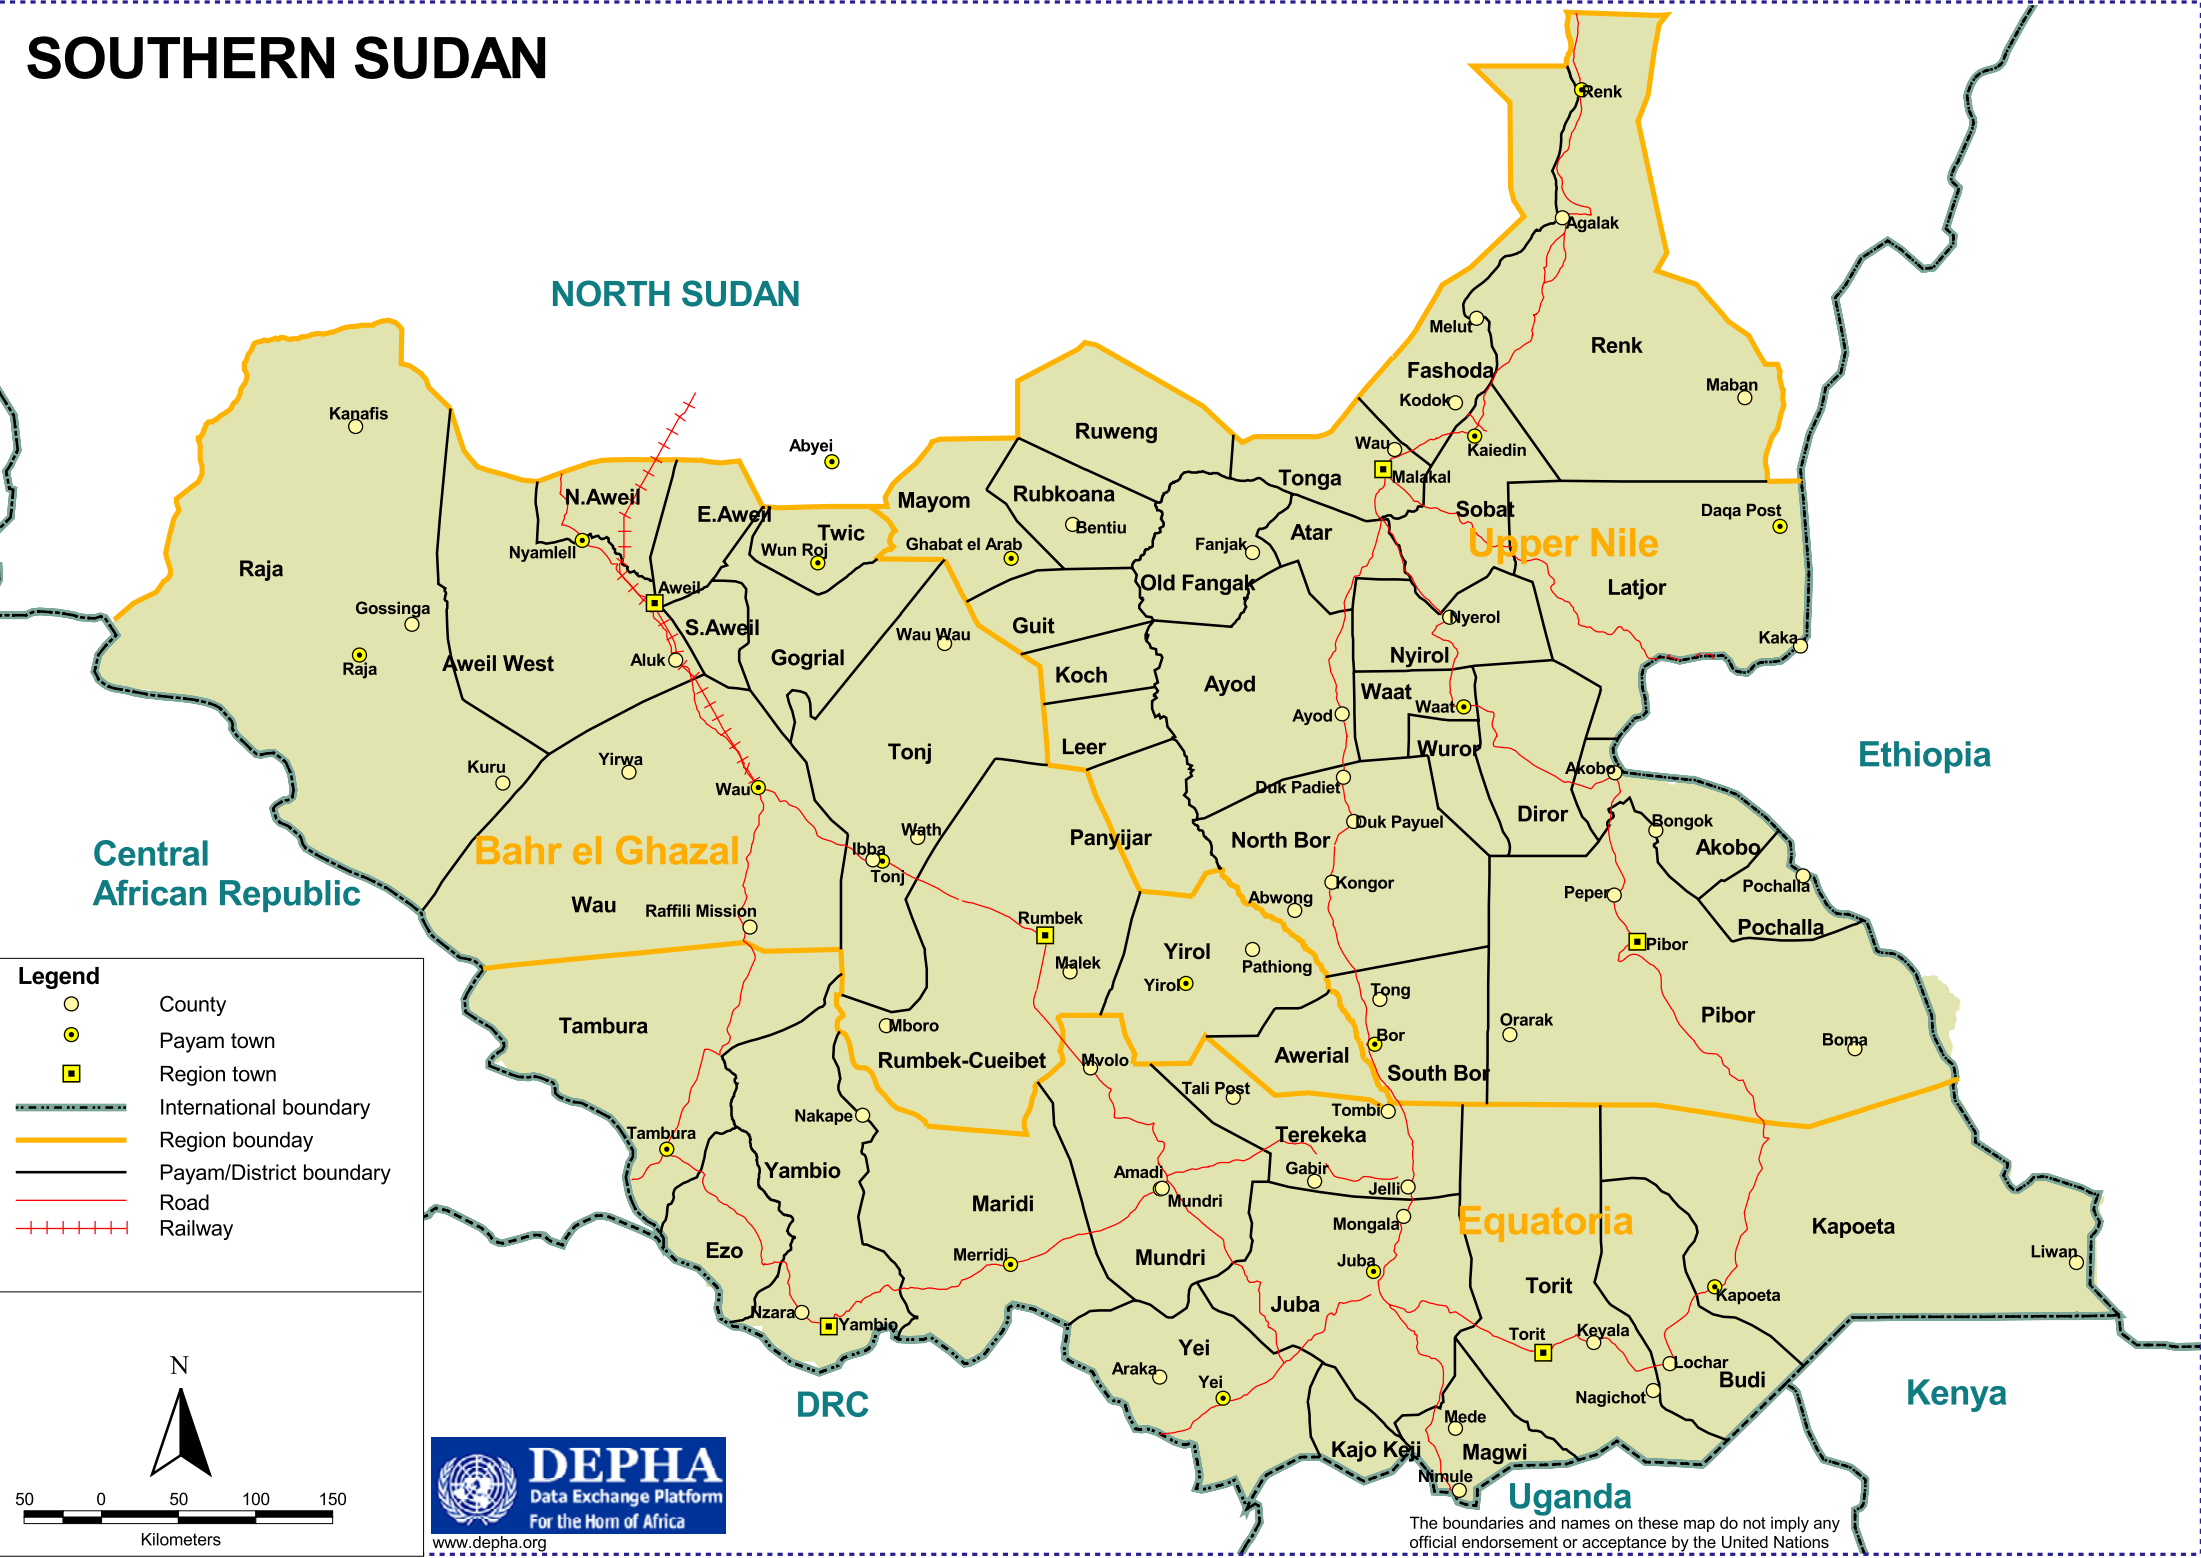 SOUTHERN SUDAN
Renk
Agalak
NORTH SUDAN
Melut
Renk
Fashoda
Maban
Kodok
Kanafis
Ruweng
Abyei
Wau
Kaiedin
Tonga
Malakal
N.Aweil
Mayom
Rubkoana
Sobat
Daqa Post
E.Aweil
Bentiu
Twic
Atar
Nyamlell
Wun Roj
Ghabat el Arab
Fanjak
Upper Nile
Raja
Aweil
Old Fangak
Latjor
Gossinga
Nyerol
S.Aweil
Wau Wau
Guit
Kaka
Aluk
Gogrial
Nyirol
Raja
Aweil West
Koch
Ayod
Waat
Waat
Ayod
Tonj
Leer
Wuror
Ethiopia
Kuru
Yirwa
Akobo
Wau
Duk Padiet
Diror
Central
African Republic
Bahr el Ghazal
Wath
Ibba
Tonj
Panyijar
North Bor
Duk Payuel
Bongok
Akobo
Kongor
Pochalla
Wau
Raffili Mission
Rumbek
Abwong
Peper
Pochalla
Yirol
Pibor
Malek
Pathiong
Yirol
Tong
Tambura
Mboro
Orarak
Pibor
Bor
Boma
Rumbek-Cueibet
Mvolo
Awerial
South Bor
Tali Post
Nakape
Tombi
Tambura
Terekeka
Yambio
Amadi
Gabir
Mundri
Jelli
Maridi
Mongala
Equatoria
Kapoeta
Ezo
Merridi
Mundri
Juba
Liwan
Torit
Kapoeta
Juba
Nzara
Yambio
Torit
Keyala
Yei
Araka
Lochar
Budi
Yei
Nagichot
DRC
Kenya
Mede
Kajo Keji
Magwi
Nimule
Uganda
Legend
County
Payam town
Region town
International boundary
Region bounday
Payam/District boundary
Road
Railway
N
50 0 50 100 150
Kilometers
DEPHA
Data Exchange Platform
For the Horn of Africa
www.depha.org
The boundaries and names on these map do not imply any
official endorsement or acceptance by the United Nations